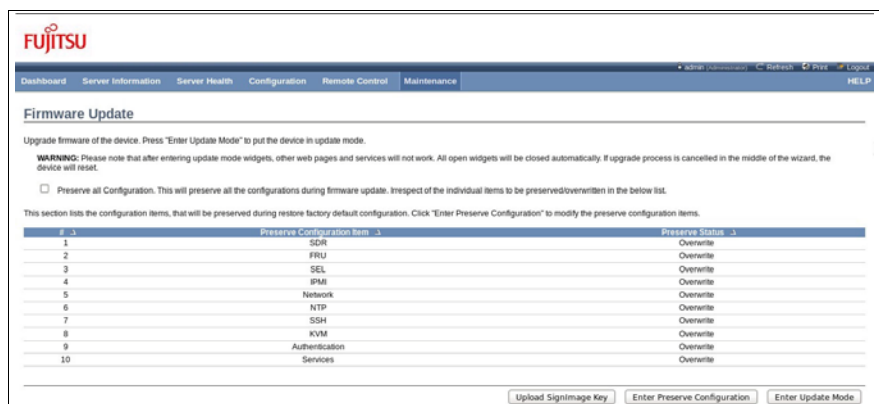 FUJITSU
admin (Administrator) Refresh Print Logout
Dashboard Server Information Server Health Configuration Remote Control Maintenance HELP
Firmware Update
Upgrade firmware of the device. Press "Enter Update Mode" to put the device in update mode.
WARNING: Please note that after entering update mode widgets, other web pages and services will not work. All open widgets will be closed automatically. If upgrade process is cancelled in the middle of the wizard, the
device will reset.
Preserve all Configuration. This will preserve all the configurations during firmware update. Irrespect of the individual items to be preserved/overwritten in the below list.
This section lists the configuration items, that will be preserved during restore factory default configuration. Click "Enter Preserve Configuration" to modify the preserve configuration items.
# Preserve Configuration Item Preserve Status
1 SDR Overwrite
2 FRU Overwrite
3 SEL Overwrite
4 IPMI Overwrite
5 Network Overwrite
6 NTP Overwrite
7 SSH Overwrite
8 KVM Overwrite
9 Authentication Overwrite
10 Services Overwrite
Upload SignImage Key Enter Preserve Configuration Enter Update Mode